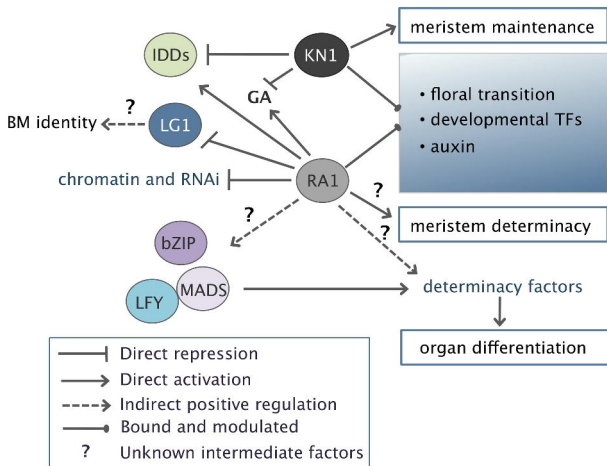 IDDs
KN1
meristem maintenance
GA
• floral transition
• developmental TFs
• auxin
?
BM identity
LG1
chromatin and RNAi
RA1
?
?
meristem determinacy
?
bZIP
MADS
LFY
determinacy factors
organ differentiation
Direct repression
Direct activation
Indirect positive regulation
Bound and modulated
? Unknown intermediate factors